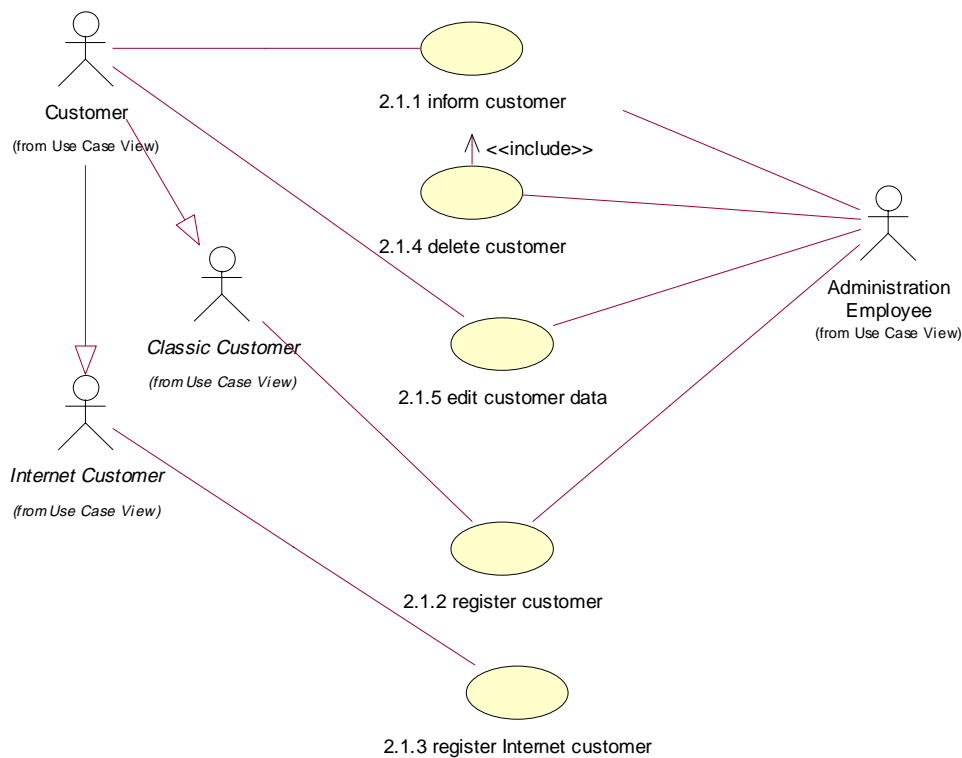 2.1.1 inform customer
Customer
(from Use Case View)
<<include>>
2.1.4 delete customer
Administration
Employee
(from Use Case View)
Classic Customer
(from Use Case View)
2.1.5 edit customer data
Internet Customer
(from Use Case View)
2.1.2 register customer
2.1.3 register Internet customer